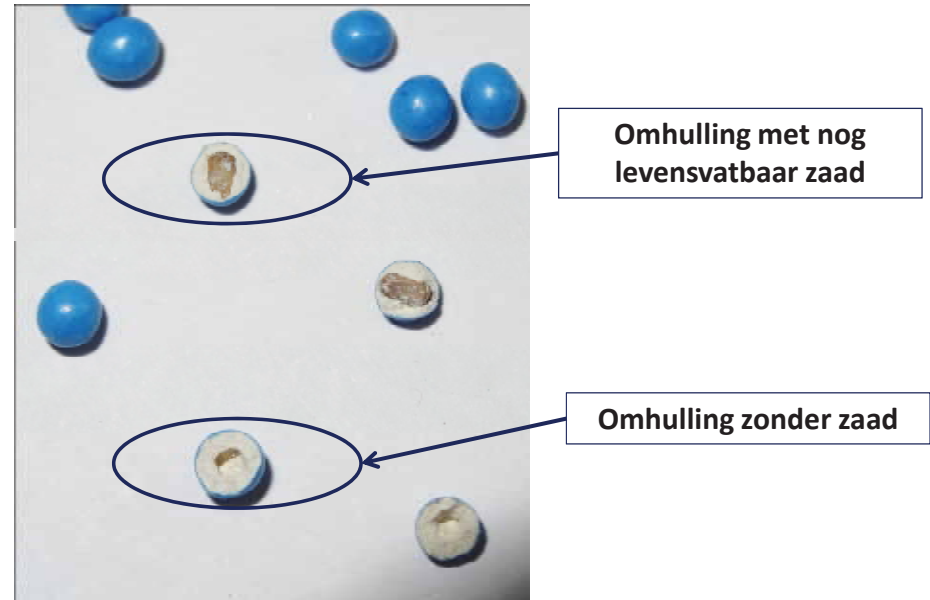 Omhulling met nog
levensvatbaar zaad
Omhulling zonder zaad